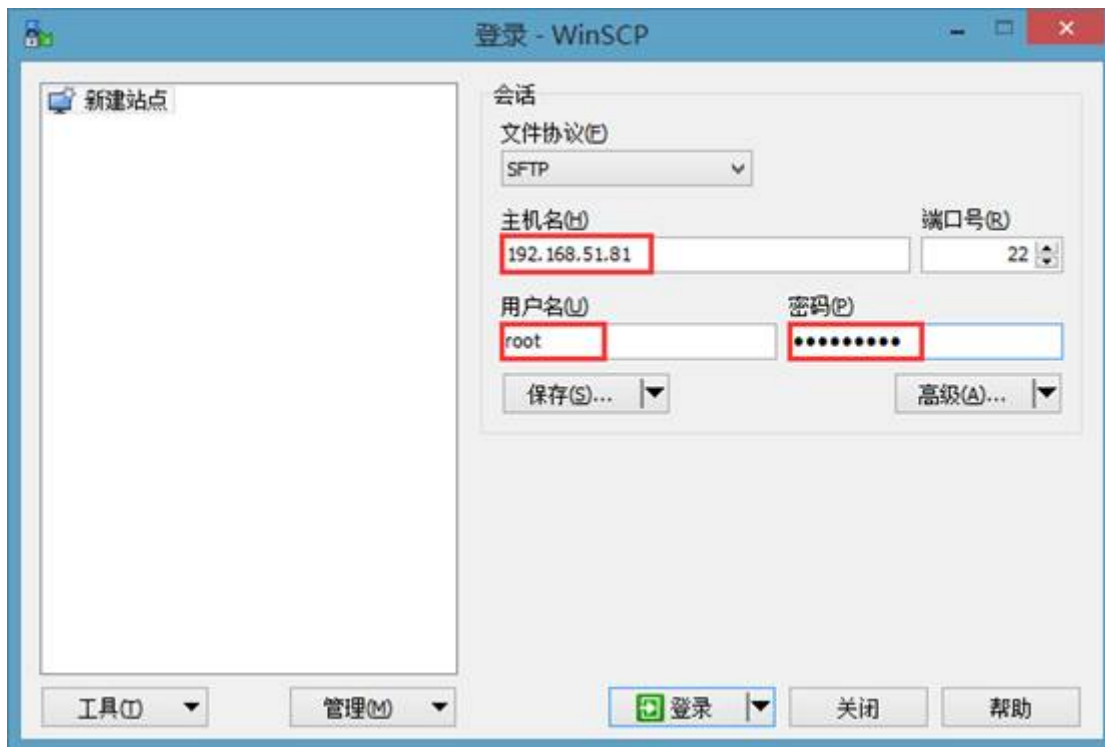 登录 - WinSCP
新建站点
会话
文件协议(F)
SFTP
主机名(H) 端口号(R)
192.168.51.81 22
用户名(U) 密码(P)
root •••••••••
保存(S)... 高级(A)...
工具(T) 管理(M) 登录 关闭 帮助